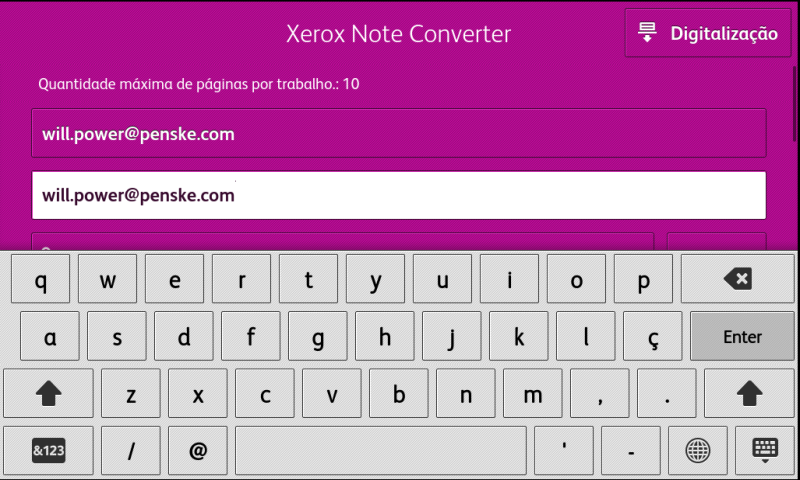 Xerox Note Converter
Digitalização
Quantidade máxima de páginas por trabalho.: 10
will.power@penske.com
will.power@penske.com
q w e r t y u i o p
a s d f g h j k l ç Enter
z x c v b n m , .
&123 / @ ' -